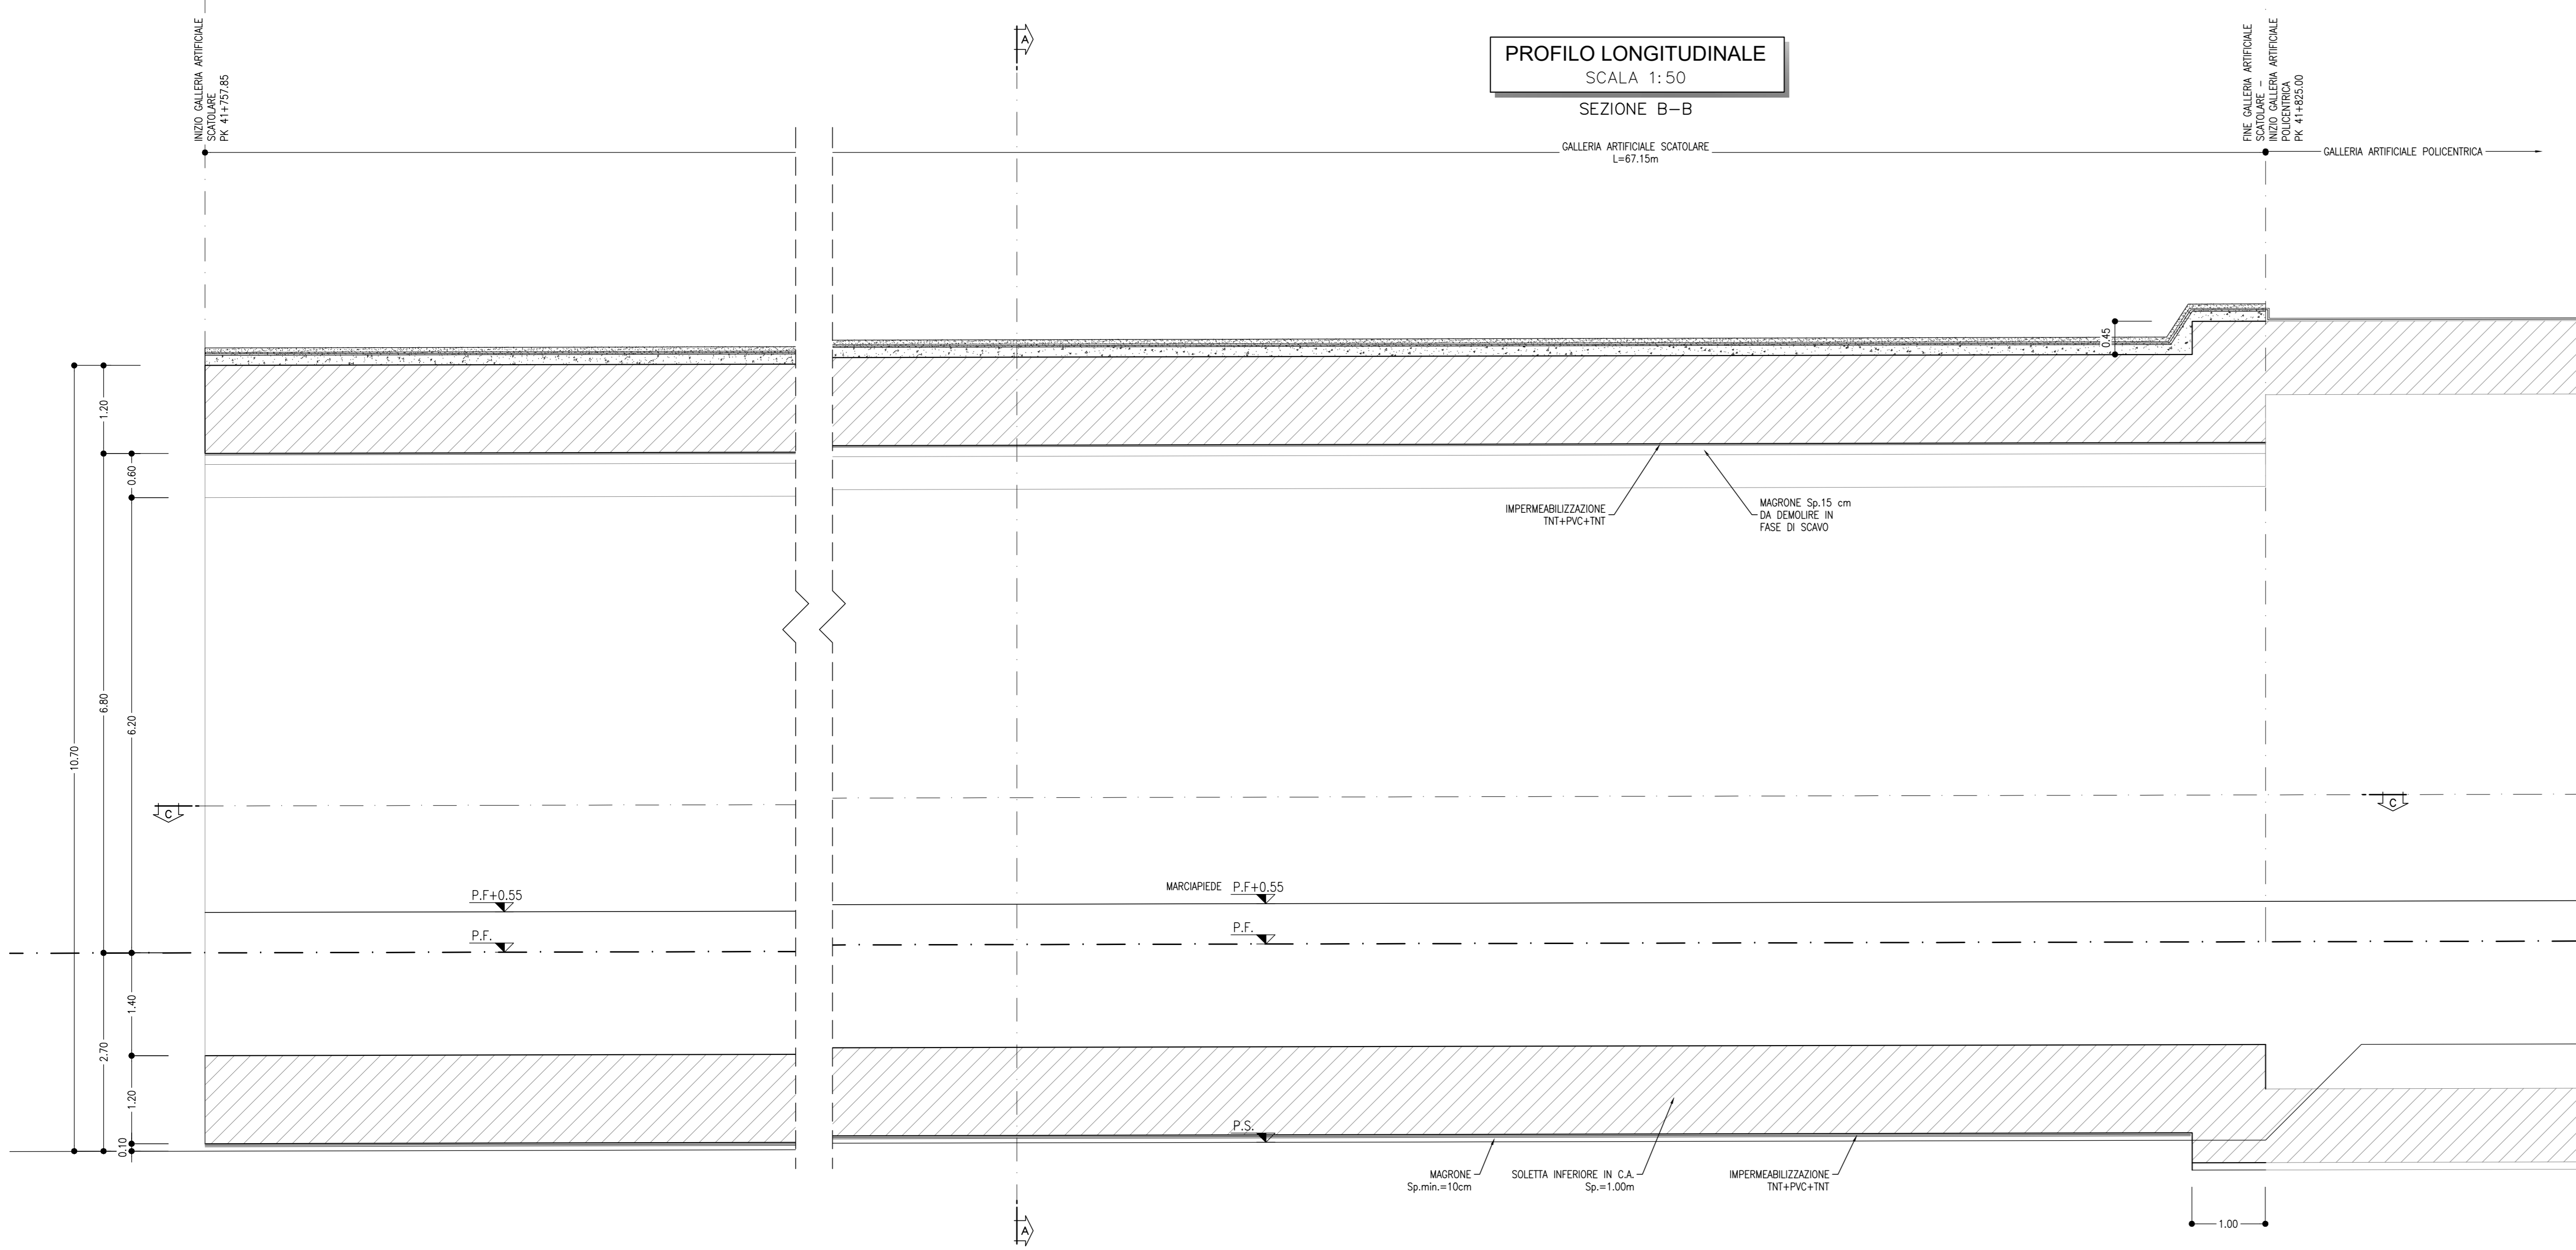 INIZIO GALLERIA ARTIFICIALE
SCATOLARE
PK 41+757.85
A
PROFILO LONGITUDINALE
SCALA 1:50
SEZIONE B-B
FINE GALLERIA ARTIFICIALE
SCATOLARE -
INIZIO GALLERIA ARTIFICIALE
POLICENTRICA
PK 41+825.00
GALLERIA ARTIFICIALE SCATOLARE
L=67.15m
GALLERIA ARTIFICIALE POLICENTRICA
0.45
1.20
0.60
IMPERMEABILIZZAZIONE
TNT+PVC+TNT
MAGRONE Sp.15 cm
DA DEMOLIRE IN
FASE DI SCAVO
10.70
6.80
6.20
C
C
P.F+0.55
MARCIAPIEDE P.F+0.55
P.F.
P.F.
1.40
2.70
1.20
0.10
P.S.
MAGRONE
Sp.min.=10cm
SOLETTA INFERIORE IN C.A.
Sp.=1.00m
IMPERMEABILIZZAZIONE
TNT+PVC+TNT
A
1.00